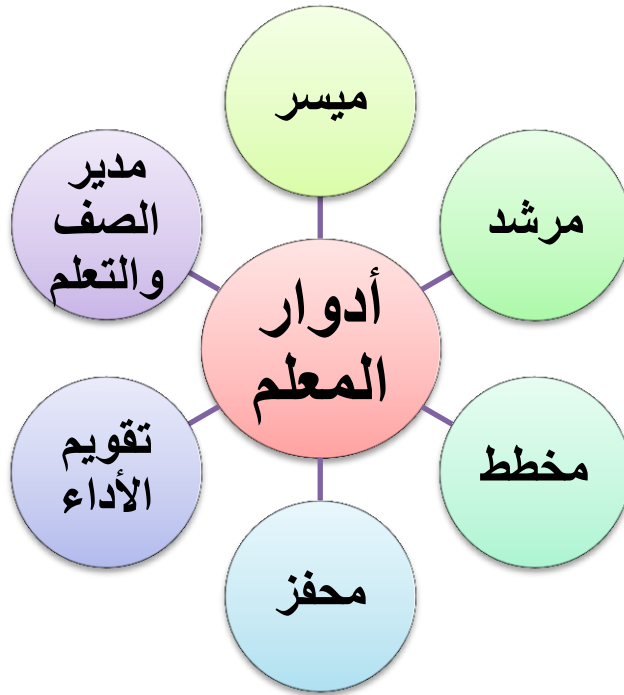 ميسر
مرشد
مخطط
محفز
تقويم
الأداء
مدير
الصف
والتعلم
أدوار
المعلم